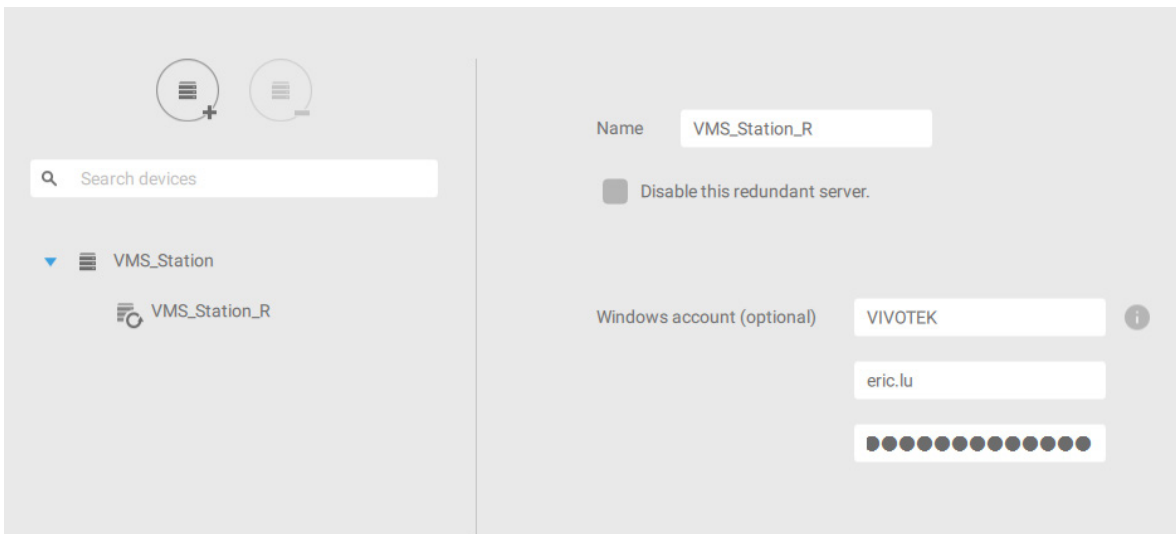 Search devices
VMS_Station
VMS_Station_R
Name VMS_Station_R
Disable this redundant server.
Windows account (optional) VIVOTEK
eric.lu